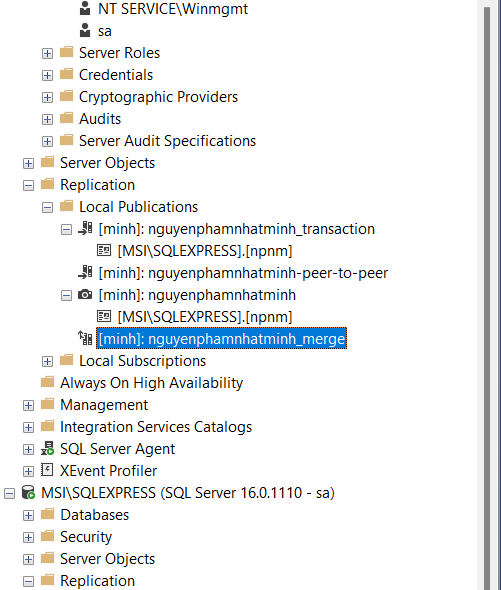 NT SERVICE\Winmgmt
sa
Server Roles
Credentials
Cryptographic Providers
Audits
Server Audit Specifications
Server Objects
Replication
Local Publications
[minh]: nguyenphamnhatminh_transaction
[MSI\SQLEXPRESS].[npnm]
[minh]: nguyenphamnhatminh-peer-to-peer
[minh]: nguyenphamnhatminh
[MSI\SQLEXPRESS].[npnm]
[minh]: nguyenphamnhatminh_merge
Local Subscriptions
Always On High Availability
Management
Integration Services Catalogs
SQL Server Agent
XEvent Profiler
MSI\SQLEXPRESS (SQL Server 16.0.1110 - sa)
Databases
Security
Server Objects
Replication